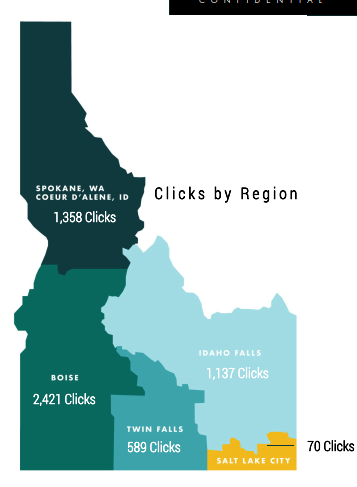 CONFIDENTIAL
SPOKANE, WA
COEUR D'ALENE, ID
1,358 Clicks
Clicks by Region
IDAHO FALLS
1,137 Clicks
BOISE
2,421 Clicks
TWIN FALLS
589 Clicks
70 Clicks
SALT LAKE CITY